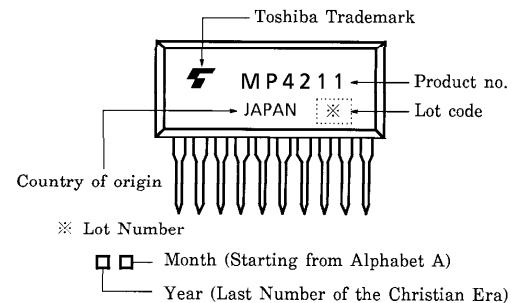 Toshiba Trademark
MP4211
Product no.
JAPAN ※
Lot code
Country of origin
※ Lot Number
Month (Starting from Alphabet A)
Year (Last Number of the Christian Era)